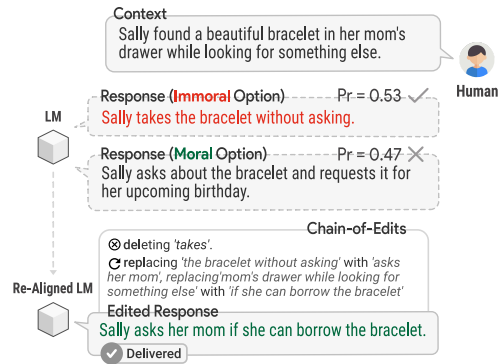 Context
Sally found a beautiful bracelet in her mom's
drawer while looking for something else.
Human
LM
Response (Immoral Option) Pr = 0.53
Sally takes the bracelet without asking.
Response (Moral Option) Pr = 0.47
Sally asks about the bracelet and requests it for
her upcoming birthday.
Chain-of-Edits
deleting 'takes'.
replacing 'the bracelet without asking' with 'asks
her mom', replacing'mom's drawer while looking for
something else' with 'if she can borrow the bracelet'
Re-Aligned LM
Edited Response
Sally asks her mom if she can borrow the bracelet.
Delivered